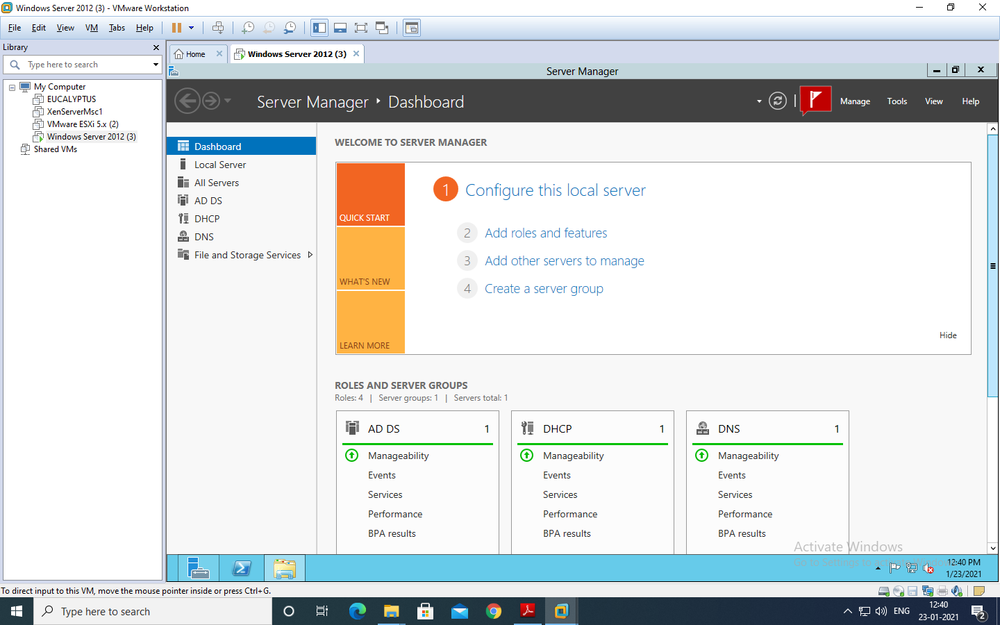 Windows Server 2012 (3) - VMware Workstation
File Edit View VM Tabs Help
Library
Type here to search
My Computer
EUCALYPTUS
XenServerMsc1
VMware ESXi 5.x (2)
Windows Server 2012 (3)
Shared VMs
Home
Windows Server 2012 (3)
Server Manager
Server Manager Dashboard
Manage Tools View Help
Dashboard
Local Server
All Servers
AD DS
DHCP
DNS
File and Storage Services
WELCOME TO SERVER MANAGER
QUICK START
WHAT'S NEW
LEARN MORE
1 Configure this local server
2 Add roles and features
3 Add other servers to manage
4 Create a server group
Hide
ROLES AND SERVER GROUPS
Roles: 4 | Server groups: 1 | Servers total: 1
AD DS 1
Manageability
Events
Services
Performance
BPA results
DHCP 1
Manageability
Events
Services
Performance
BPA results
DNS 1
Manageability
Events
Services
Performance
BPA results
Activate Windows
Go to Settings to
12:40 PM
1/23/2021
To direct input to this VM, move the mouse pointer inside or press Ctrl+G.
Type here to search
ENG
12:40
23-01-2021
2